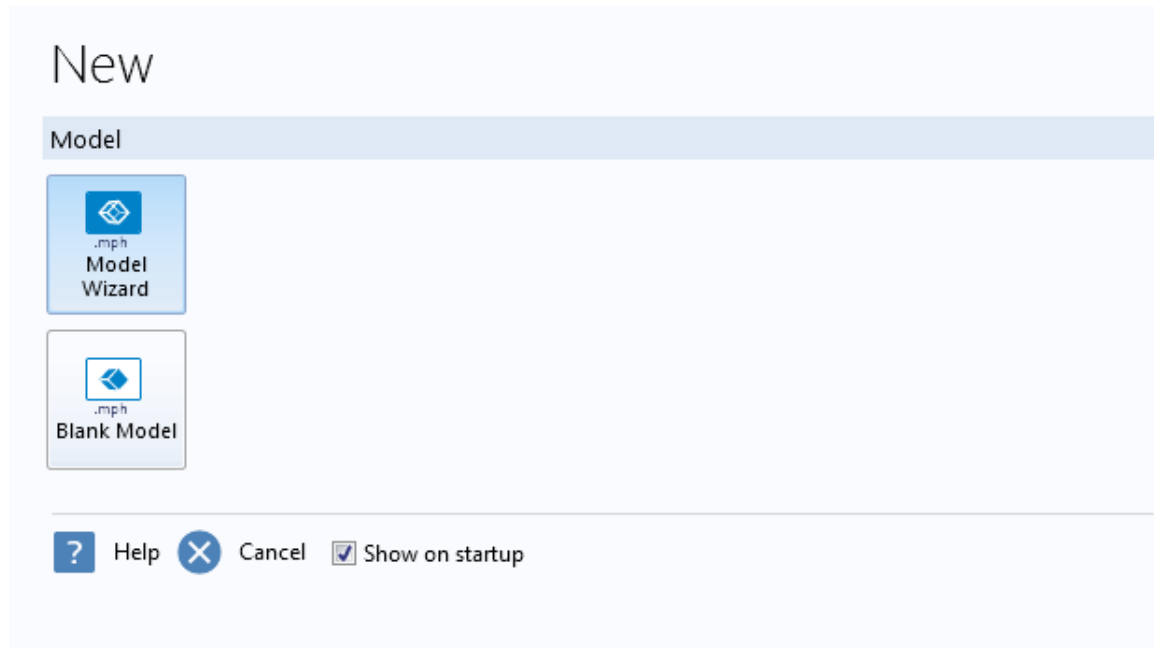 New
Model
.mph
Model
Wizard
.mph
Blank Model
? Help Cancel Show on startup